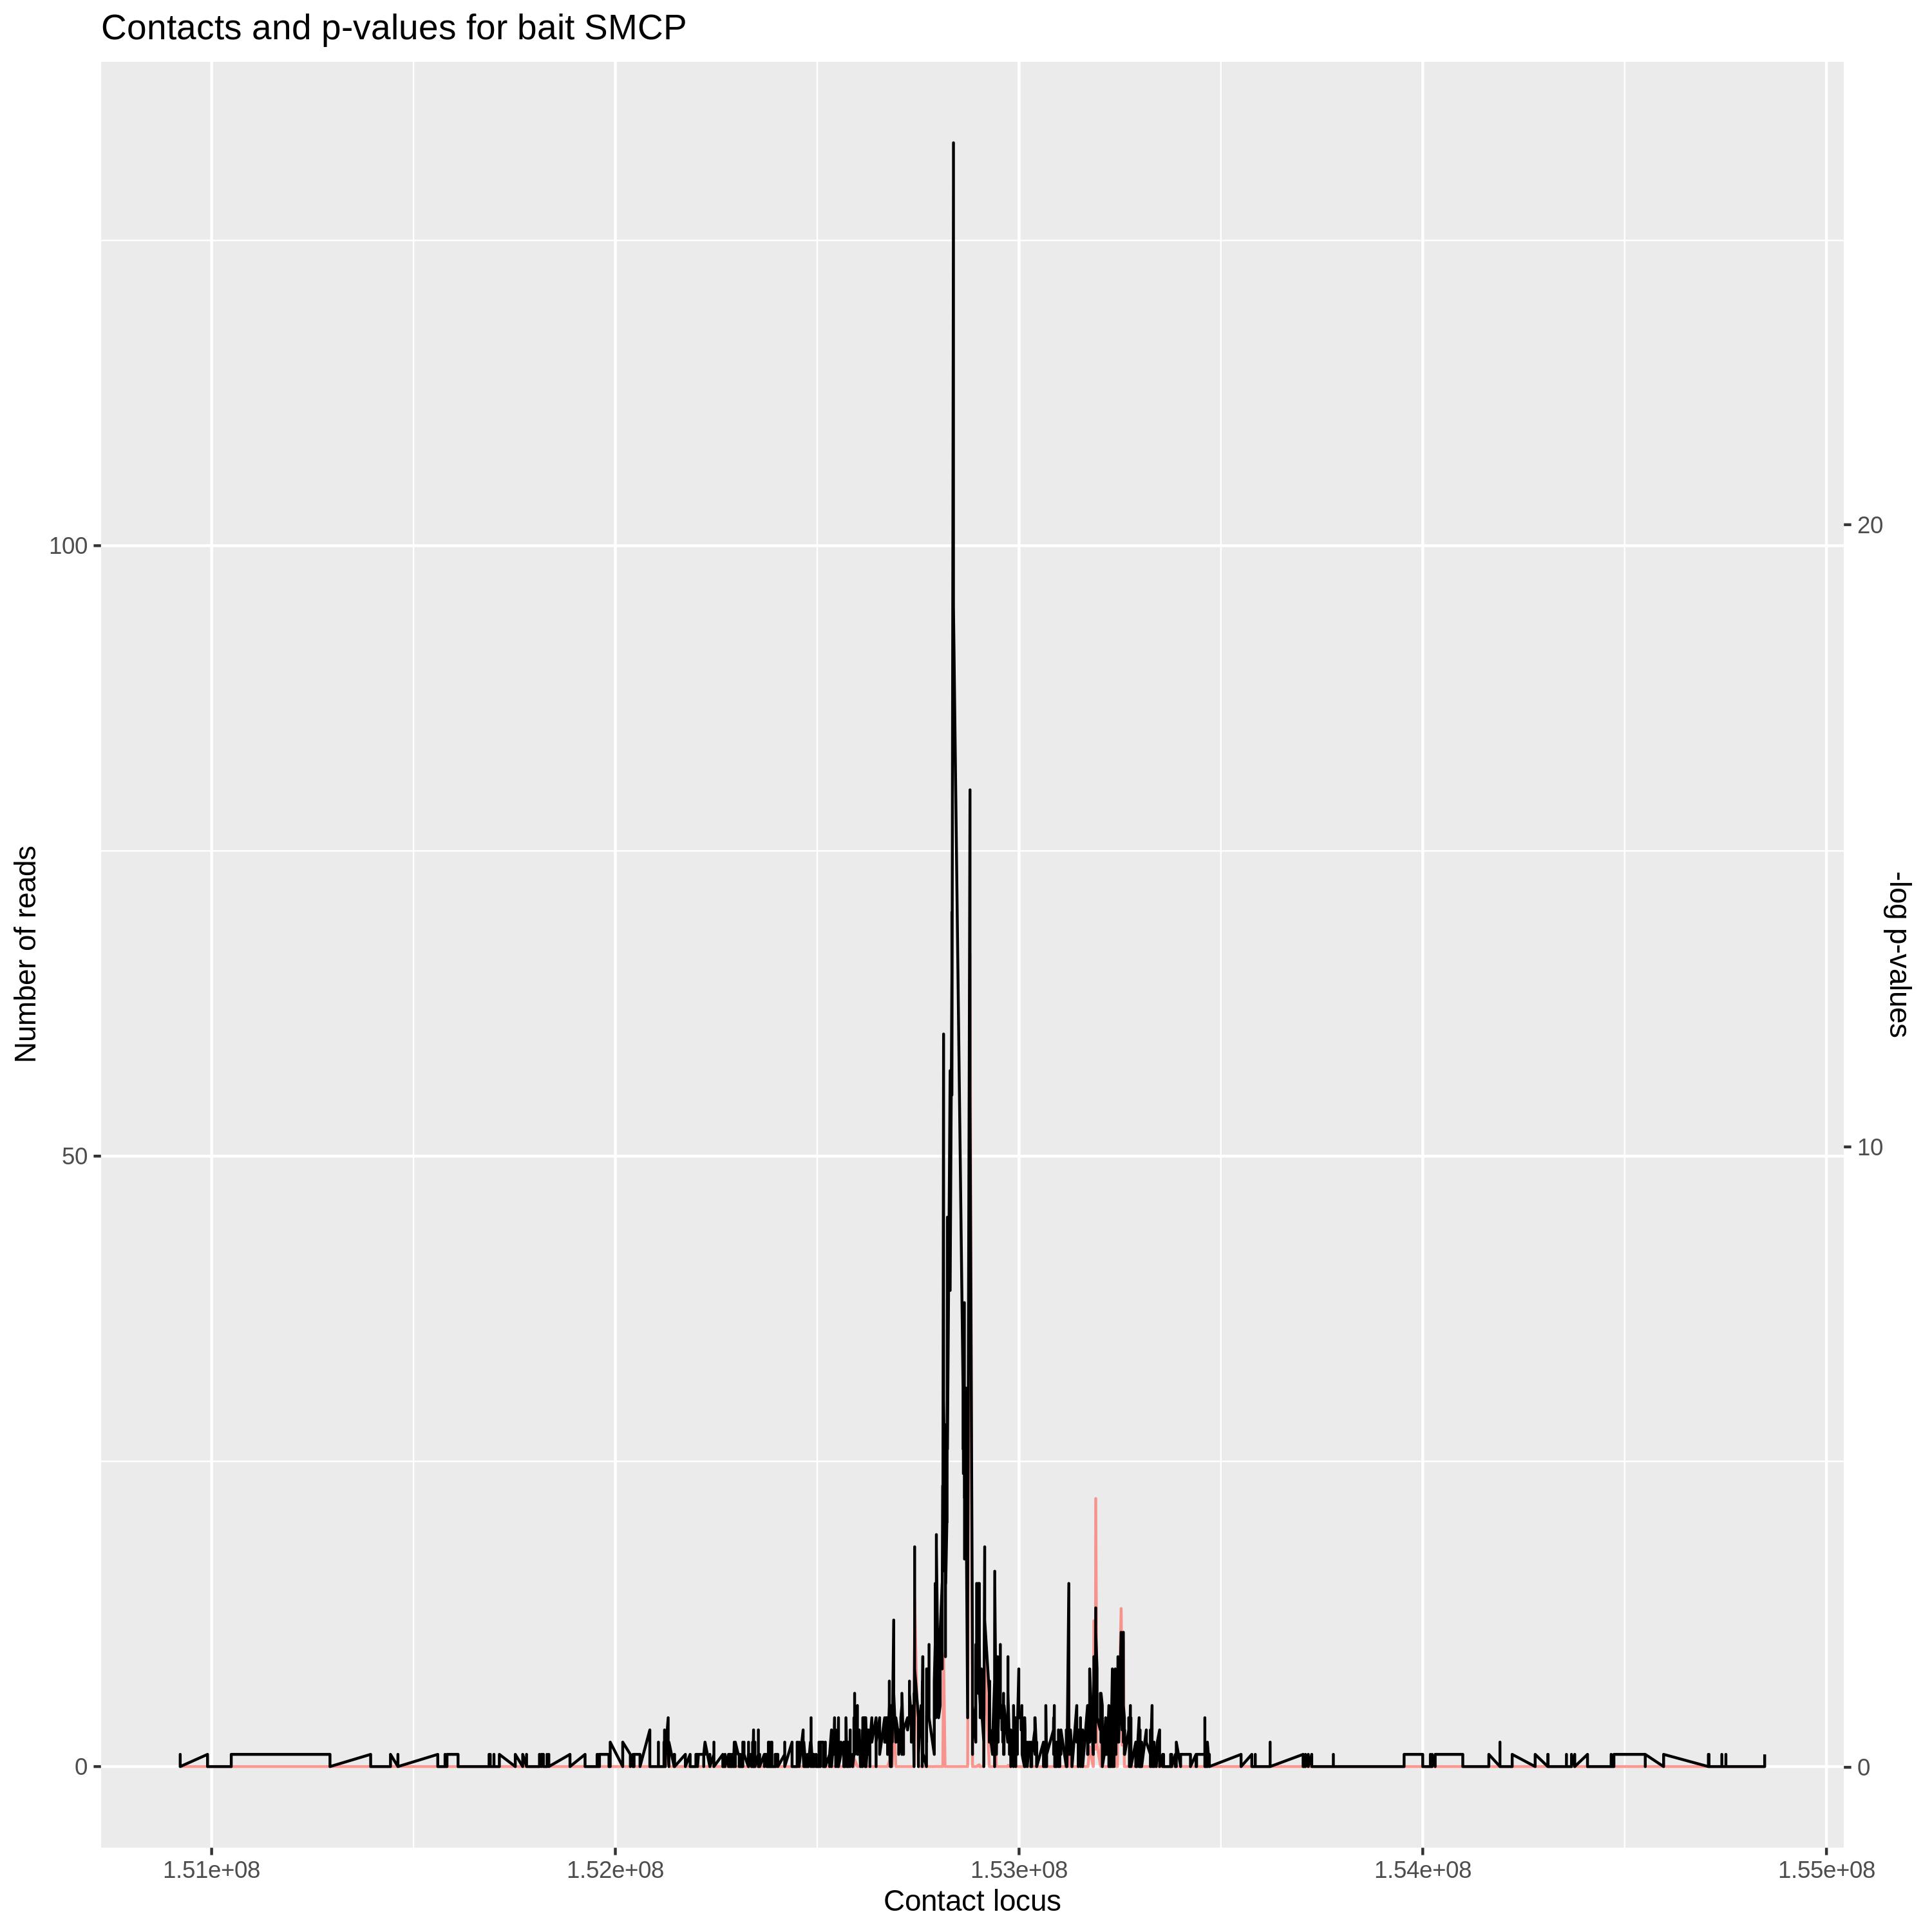 Contacts and p-values for bait SMCP
100
50
0
Number of reads
20
10
0
-log p-values
1.51e+08
1.52e+08
1.53e+08
1.54e+08
1.55e+08
Contact locus